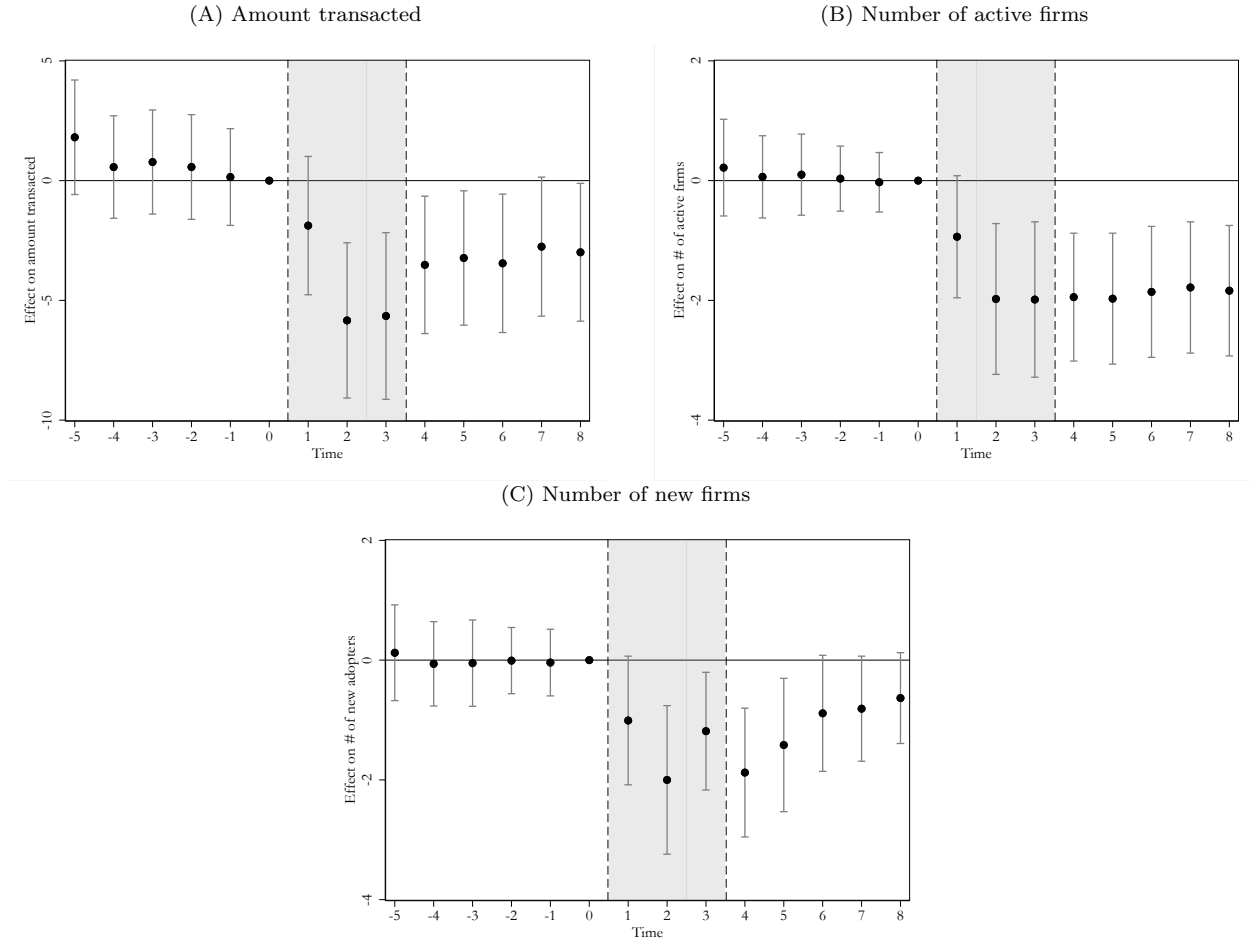 (A) Amount transacted
Effect on amount transacted
5
0
-5
-10
-5 -4 -3 -2 -1 0 1 2 3 4 5 6 7 8
Time
(B) Number of active firms
Effect on # of active firms
2
0
-2
-4
-5 -4 -3 -2 -1 0 1 2 3 4 5 6 7 8
Time
(C) Number of new firms
Effect on # of new adopters
2
0
-2
-4
-5 -4 -3 -2 -1 0 1 2 3 4 5 6 7 8
Time